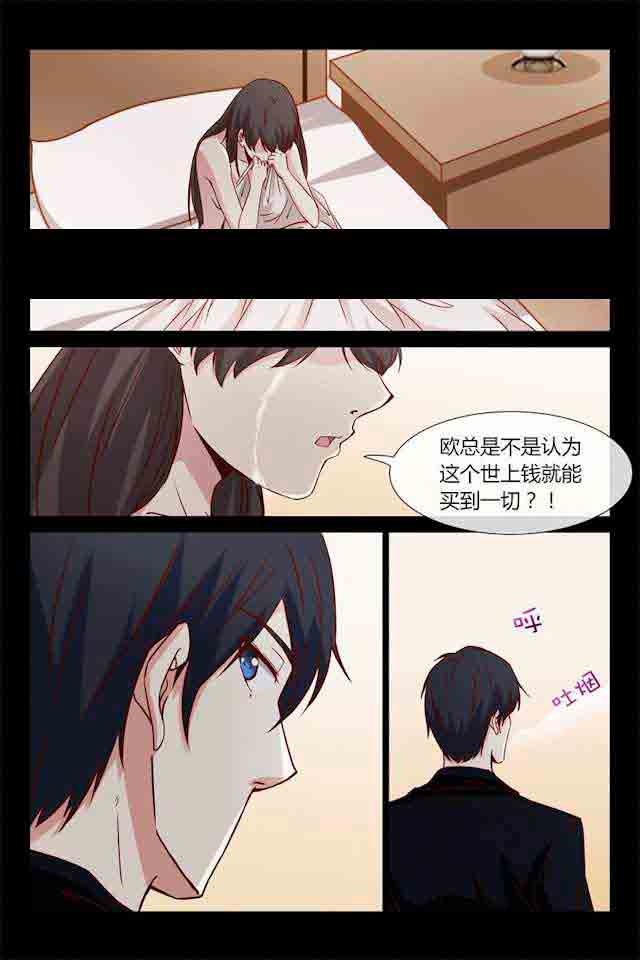 欧总是不是认为
这个世上钱就能
买到一切？！
呼
吐烟